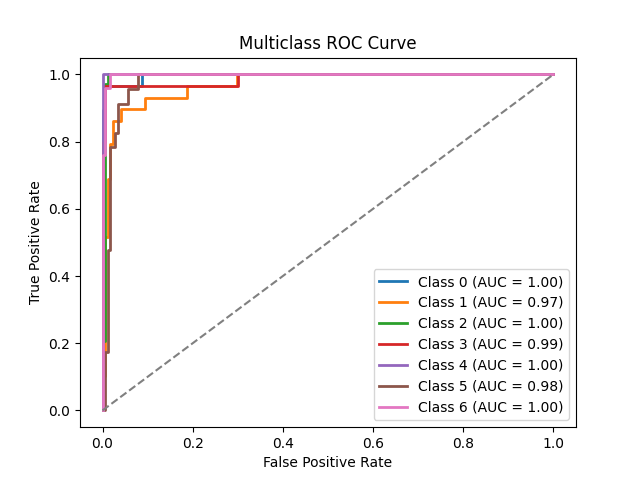 Multiclass ROC Curve
True Positive Rate
1.0
0.8
0.6
0.4
0.2
0.0
Class 0 (AUC = 1.00)
Class 1 (AUC = 0.97)
Class 2 (AUC = 1.00)
Class 3 (AUC = 0.99)
Class 4 (AUC = 1.00)
Class 5 (AUC = 0.98)
Class 6 (AUC = 1.00)
0.0 0.2 0.4 0.6 0.8 1.0
False Positive Rate